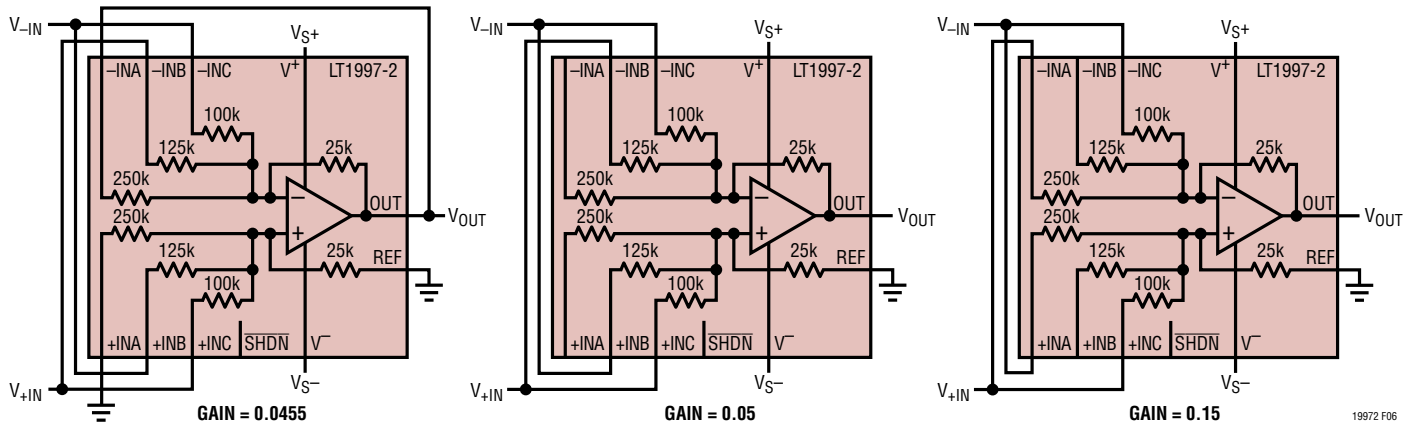 V–IN
VS+
–INA –INB –INC V+ LT1997-2
100k
125k 25k
250k
– OUT
250k VOUT
+
125k 25k REF
100k
+INA +INB +INC SHDN V–
V+IN VS–
GAIN = 0.0455
V–IN
VS+
–INA –INB –INC V+ LT1997-2
100k
125k 25k
250k
– OUT
250k VOUT
+
125k 25k REF
100k
+INA +INB +INC SHDN V–
V+IN VS–
GAIN = 0.05
V–IN
VS+
–INA –INB –INC V+ LT1997-2
100k
125k 25k
250k
– OUT
250k VOUT
+
125k 25k REF
100k
+INA +INB +INC SHDN V–
V+IN VS–
GAIN = 0.15
19972 F06